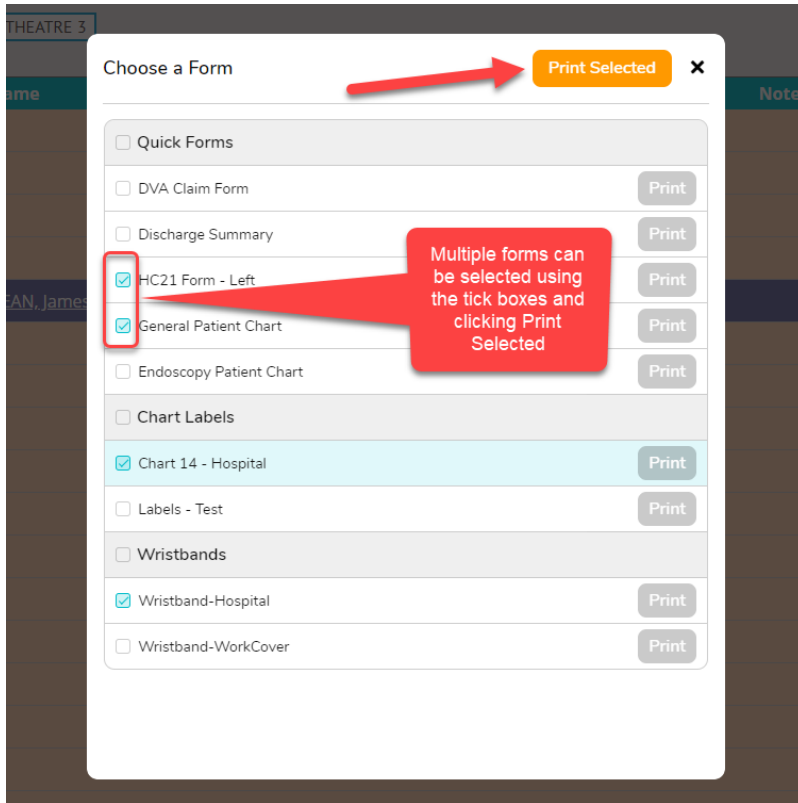 THEATRE 3
Choose a Form
Print Selected
ame
Note
Quick Forms
DVA Claim Form
Print
Discharge Summary
Print
Multiple forms can
be selected using
the tick boxes and
clicking Print
Selected
HC21 Form - Left
Print
EAN, James
General Patient Chart
Print
Endoscopy Patient Chart
Print
Chart Labels
Chart 14 - Hospital
Print
Labels - Test
Print
Wristbands
Wristband-Hospital
Print
Wristband-WorkCover
Print